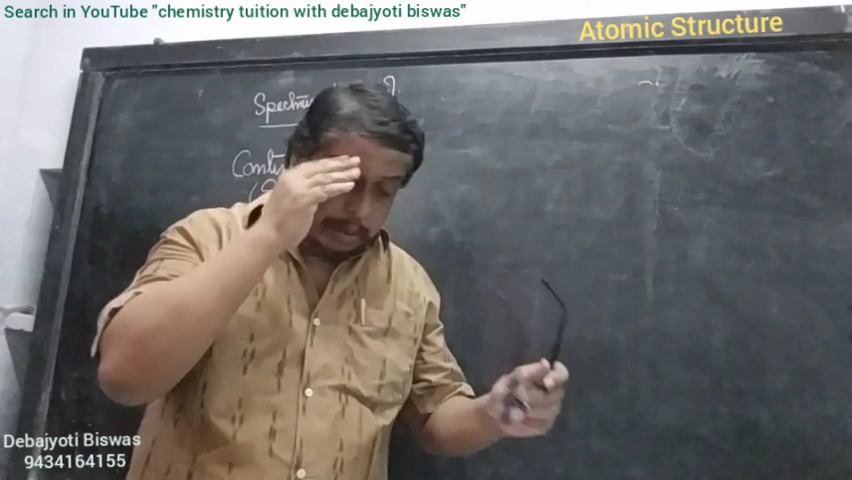 Search in YouTube "chemistry tuition with debajyoti biswas"
Atomic Structure
Debajyoti Biswas
9434164155